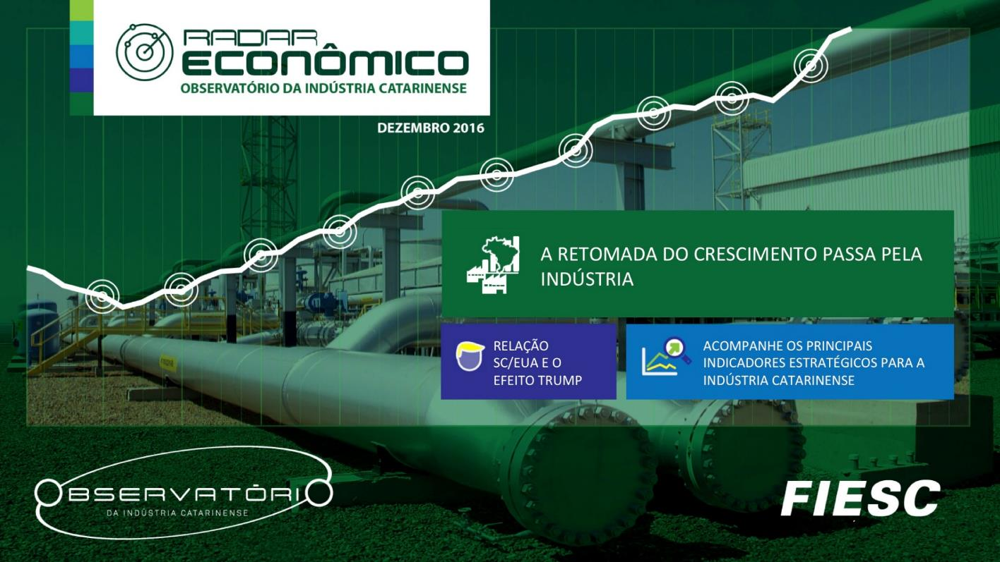 RADAR
ECONÔMICO
OBSERVATÓRIO DA INDÚSTRIA CATARINENSE
DEZEMBRO 2016
A RETOMADA DO CRESCIMENTO PASSA PELA
INDÚSTRIA
RELAÇÃO
SC/EUA E O
EFEITO TRUMP
ACOMPANHE OS PRINCIPAIS
INDICADORES ESTRATÉGICOS PARA A
INDÚSTRIA CATARINENSE
OBSERVATÓRIO
DA INDÚSTRIA CATARINENSE
FIESC